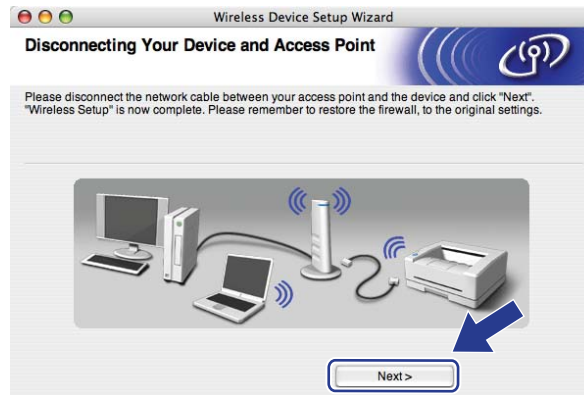 Wireless Device Setup Wizard
Disconnecting Your Device and Access Point
Please disconnect the network cable between your access point and the device and click "Next".
"Wireless Setup" is now complete. Please remember to restore the firewall, to the original settings.
Next >